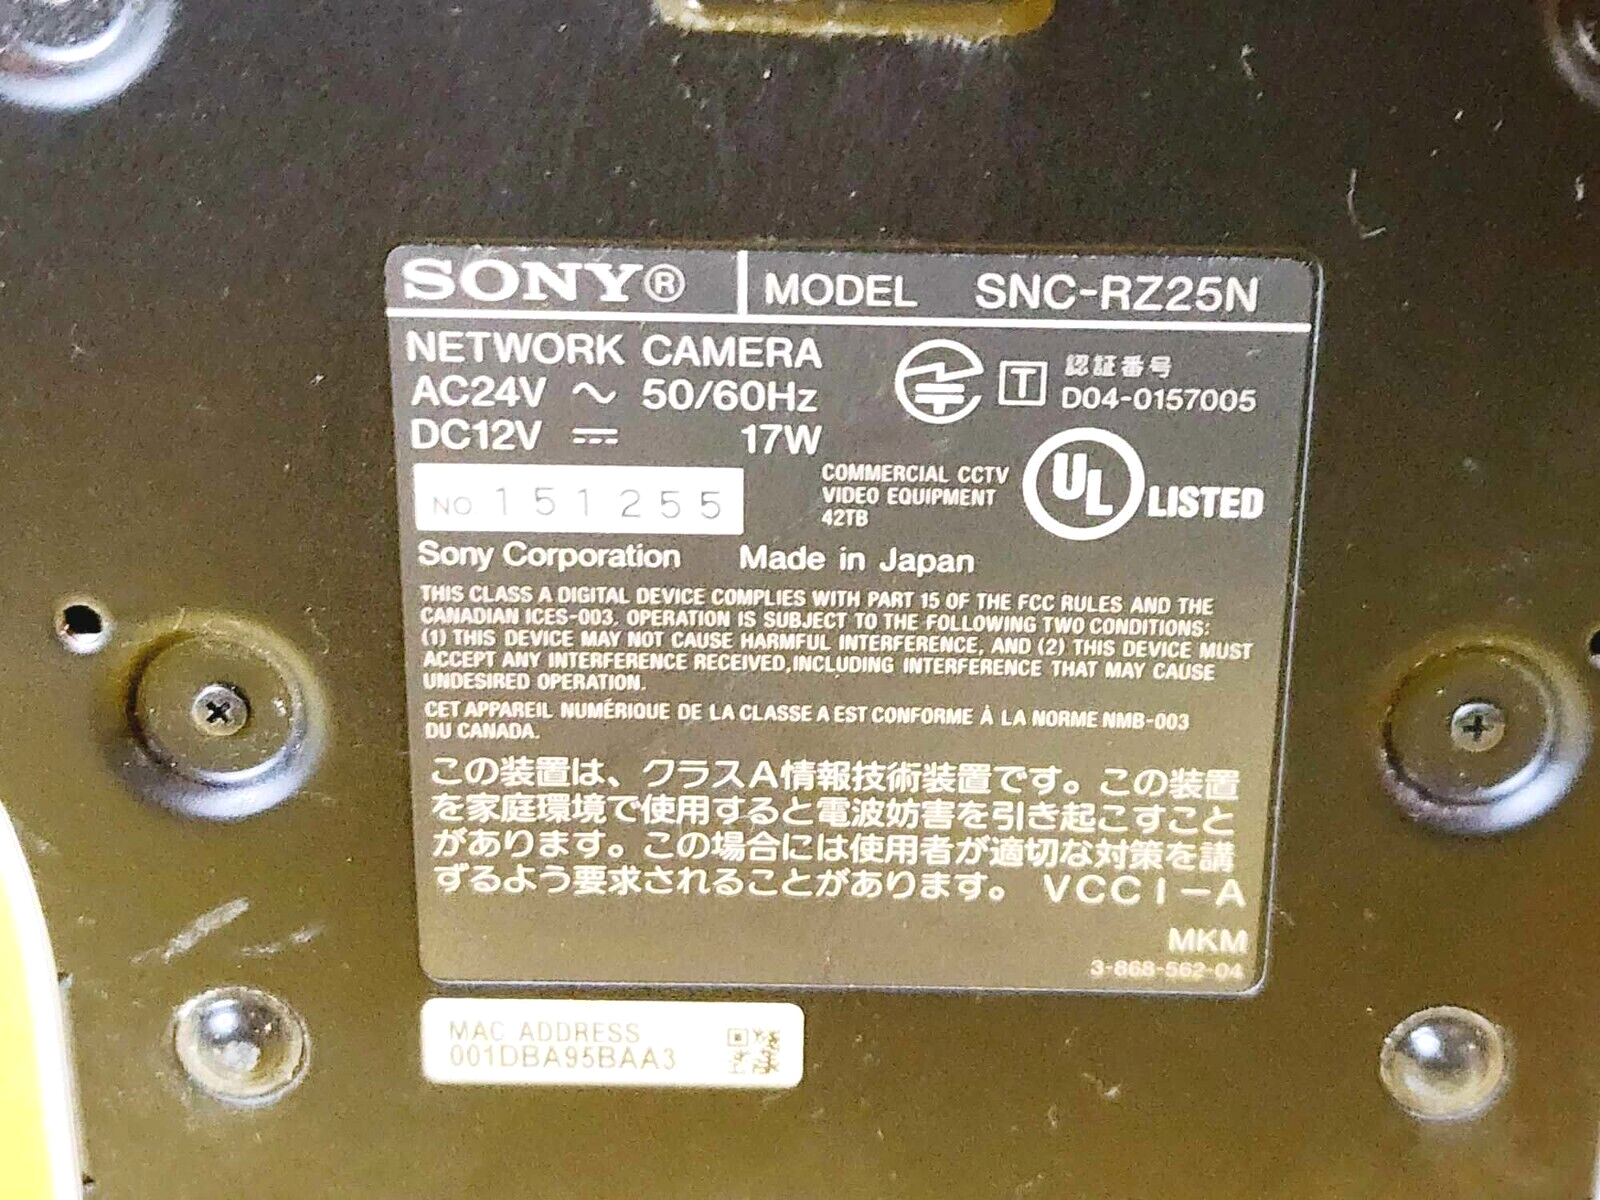 SONY® MODEL SNC-RZ25N
NETWORK CAMERA
AC24V ～ 50/60Hz
DC12V ⎓ 17W
T 認証番号
D04-0157005
COMMERCIAL CCTV
VIDEO EQUIPMENT
42TB
UL LISTED
NO. 151255
Sony Corporation Made in Japan
THIS CLASS A DIGITAL DEVICE COMPLIES WITH PART 15 OF THE FCC RULES AND THE
CANADIAN ICES-003. OPERATION IS SUBJECT TO THE FOLLOWING TWO CONDITIONS:
(1) THIS DEVICE MAY NOT CAUSE HARMFUL INTERFERENCE, AND (2) THIS DEVICE MUST
ACCEPT ANY INTERFERENCE RECEIVED, INCLUDING INTERFERENCE THAT MAY CAUSE
UNDESIRED OPERATION.
CET APPAREIL NUMÉRIQUE DE LA CLASSE A EST CONFORME À LA NORME NMB-003
DU CANADA.
この装置は、クラスA情報技術装置です。この装置
を家庭環境で使用すると電波妨害を引き起こすこと
があります。この場合には使用者が適切な対策を講
ずるよう要求されることがあります。 VCCI-A
MKM
3-868-562-04
MAC ADDRESS
001DBA95BAA3